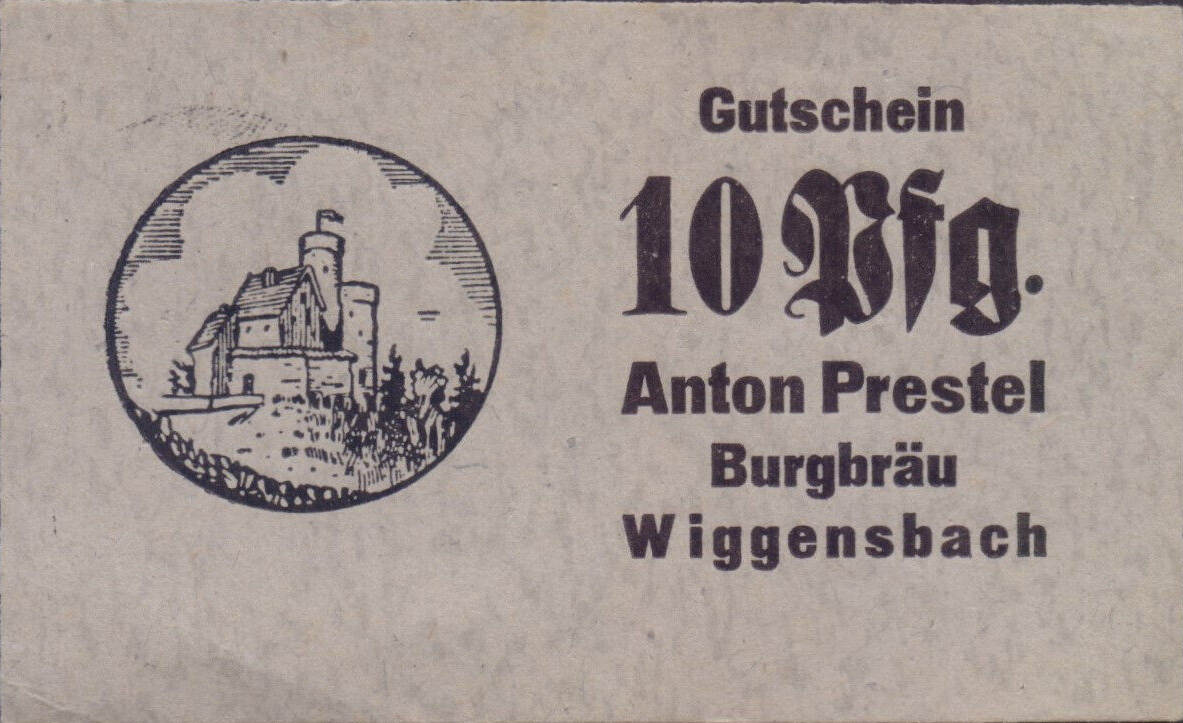 Gutschein
10 Pfg.
Anton Prestel
Burgbräu
Wiggensbach